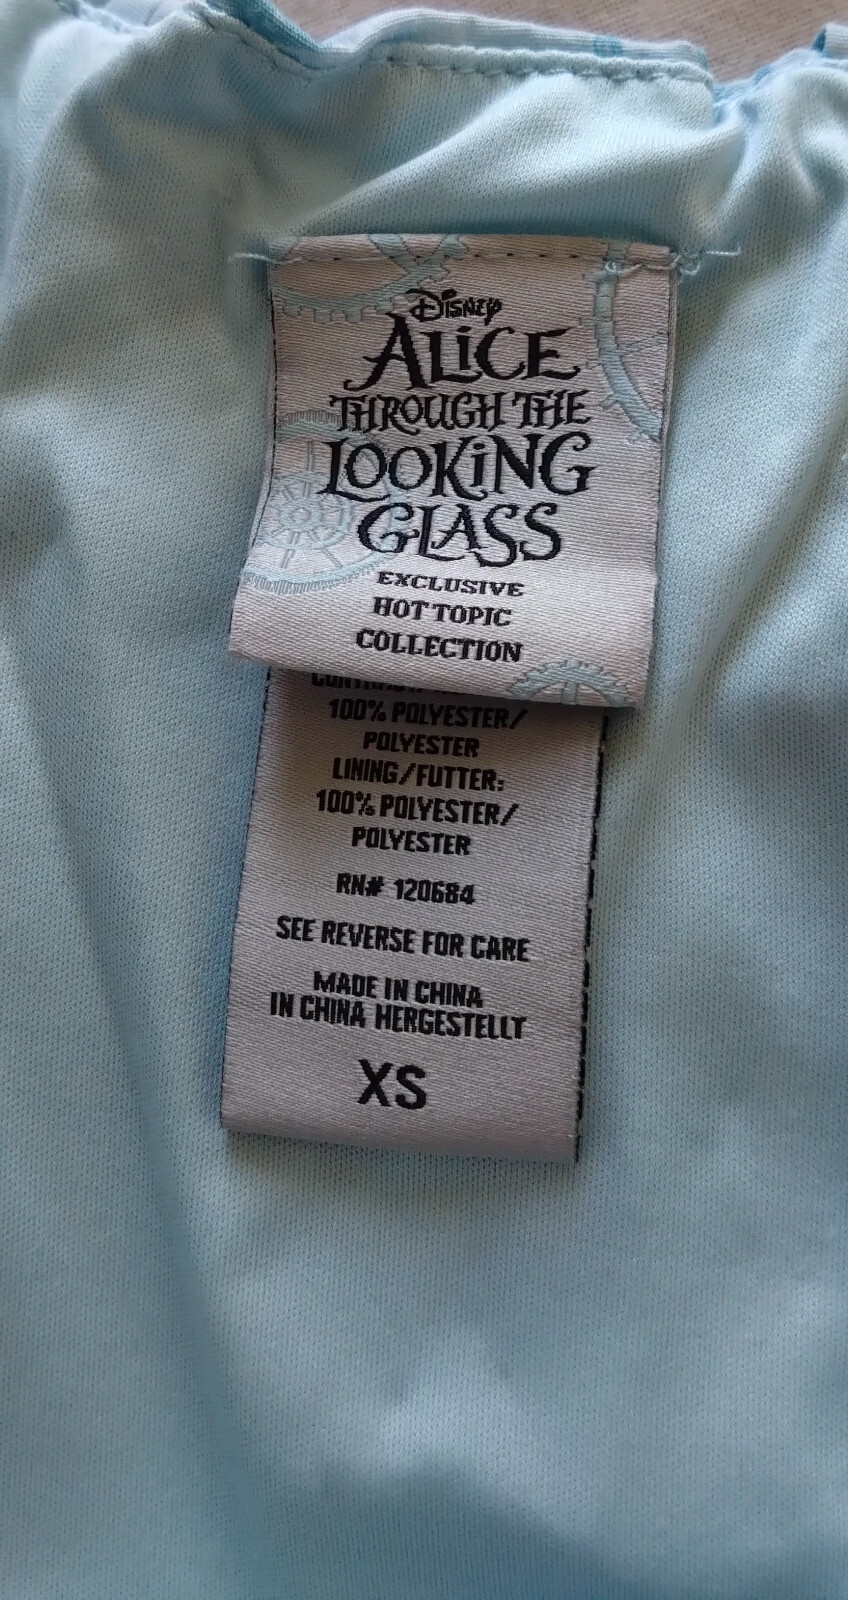 Disney
ALiCE
THROUGH THE
LOOKiNG
GLASS
EXCLUSIVE
HOT TOPIC
COLLECTION
100% POLYESTER/
POLYESTER
LINING/FUTTER:
100% POLYESTER/
POLYESTER
RN# 120684
SEE REVERSE FOR CARE
MADE IN CHINA
IN CHINA HERGESTELLT
XS